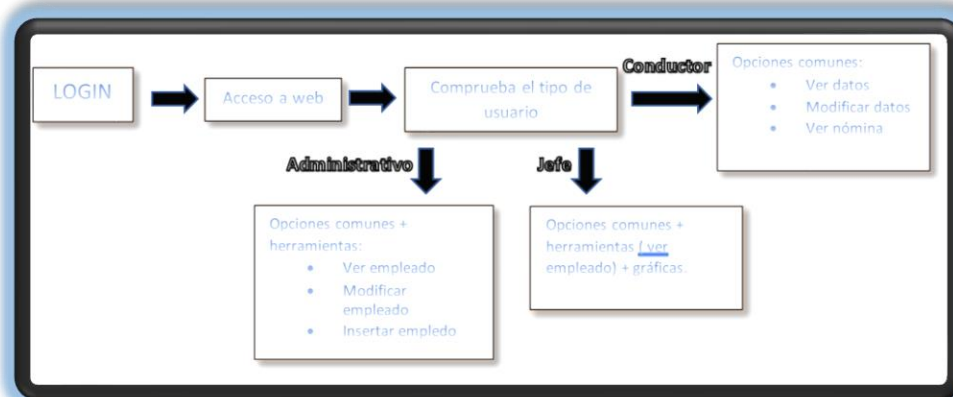 LOGIN
Acceso a web
Comprueba el tipo de
usuario
Conductor
Opciones comunes:
• Ver datos
• Modificar datos
• Ver nómina
Administrativo
Jefe
Opciones comunes +
herramientas:
• Ver empleado
• Modificar
empleado
• Insertar empledo
Opciones comunes +
herramientas ( ver
empleado) + gráficas.